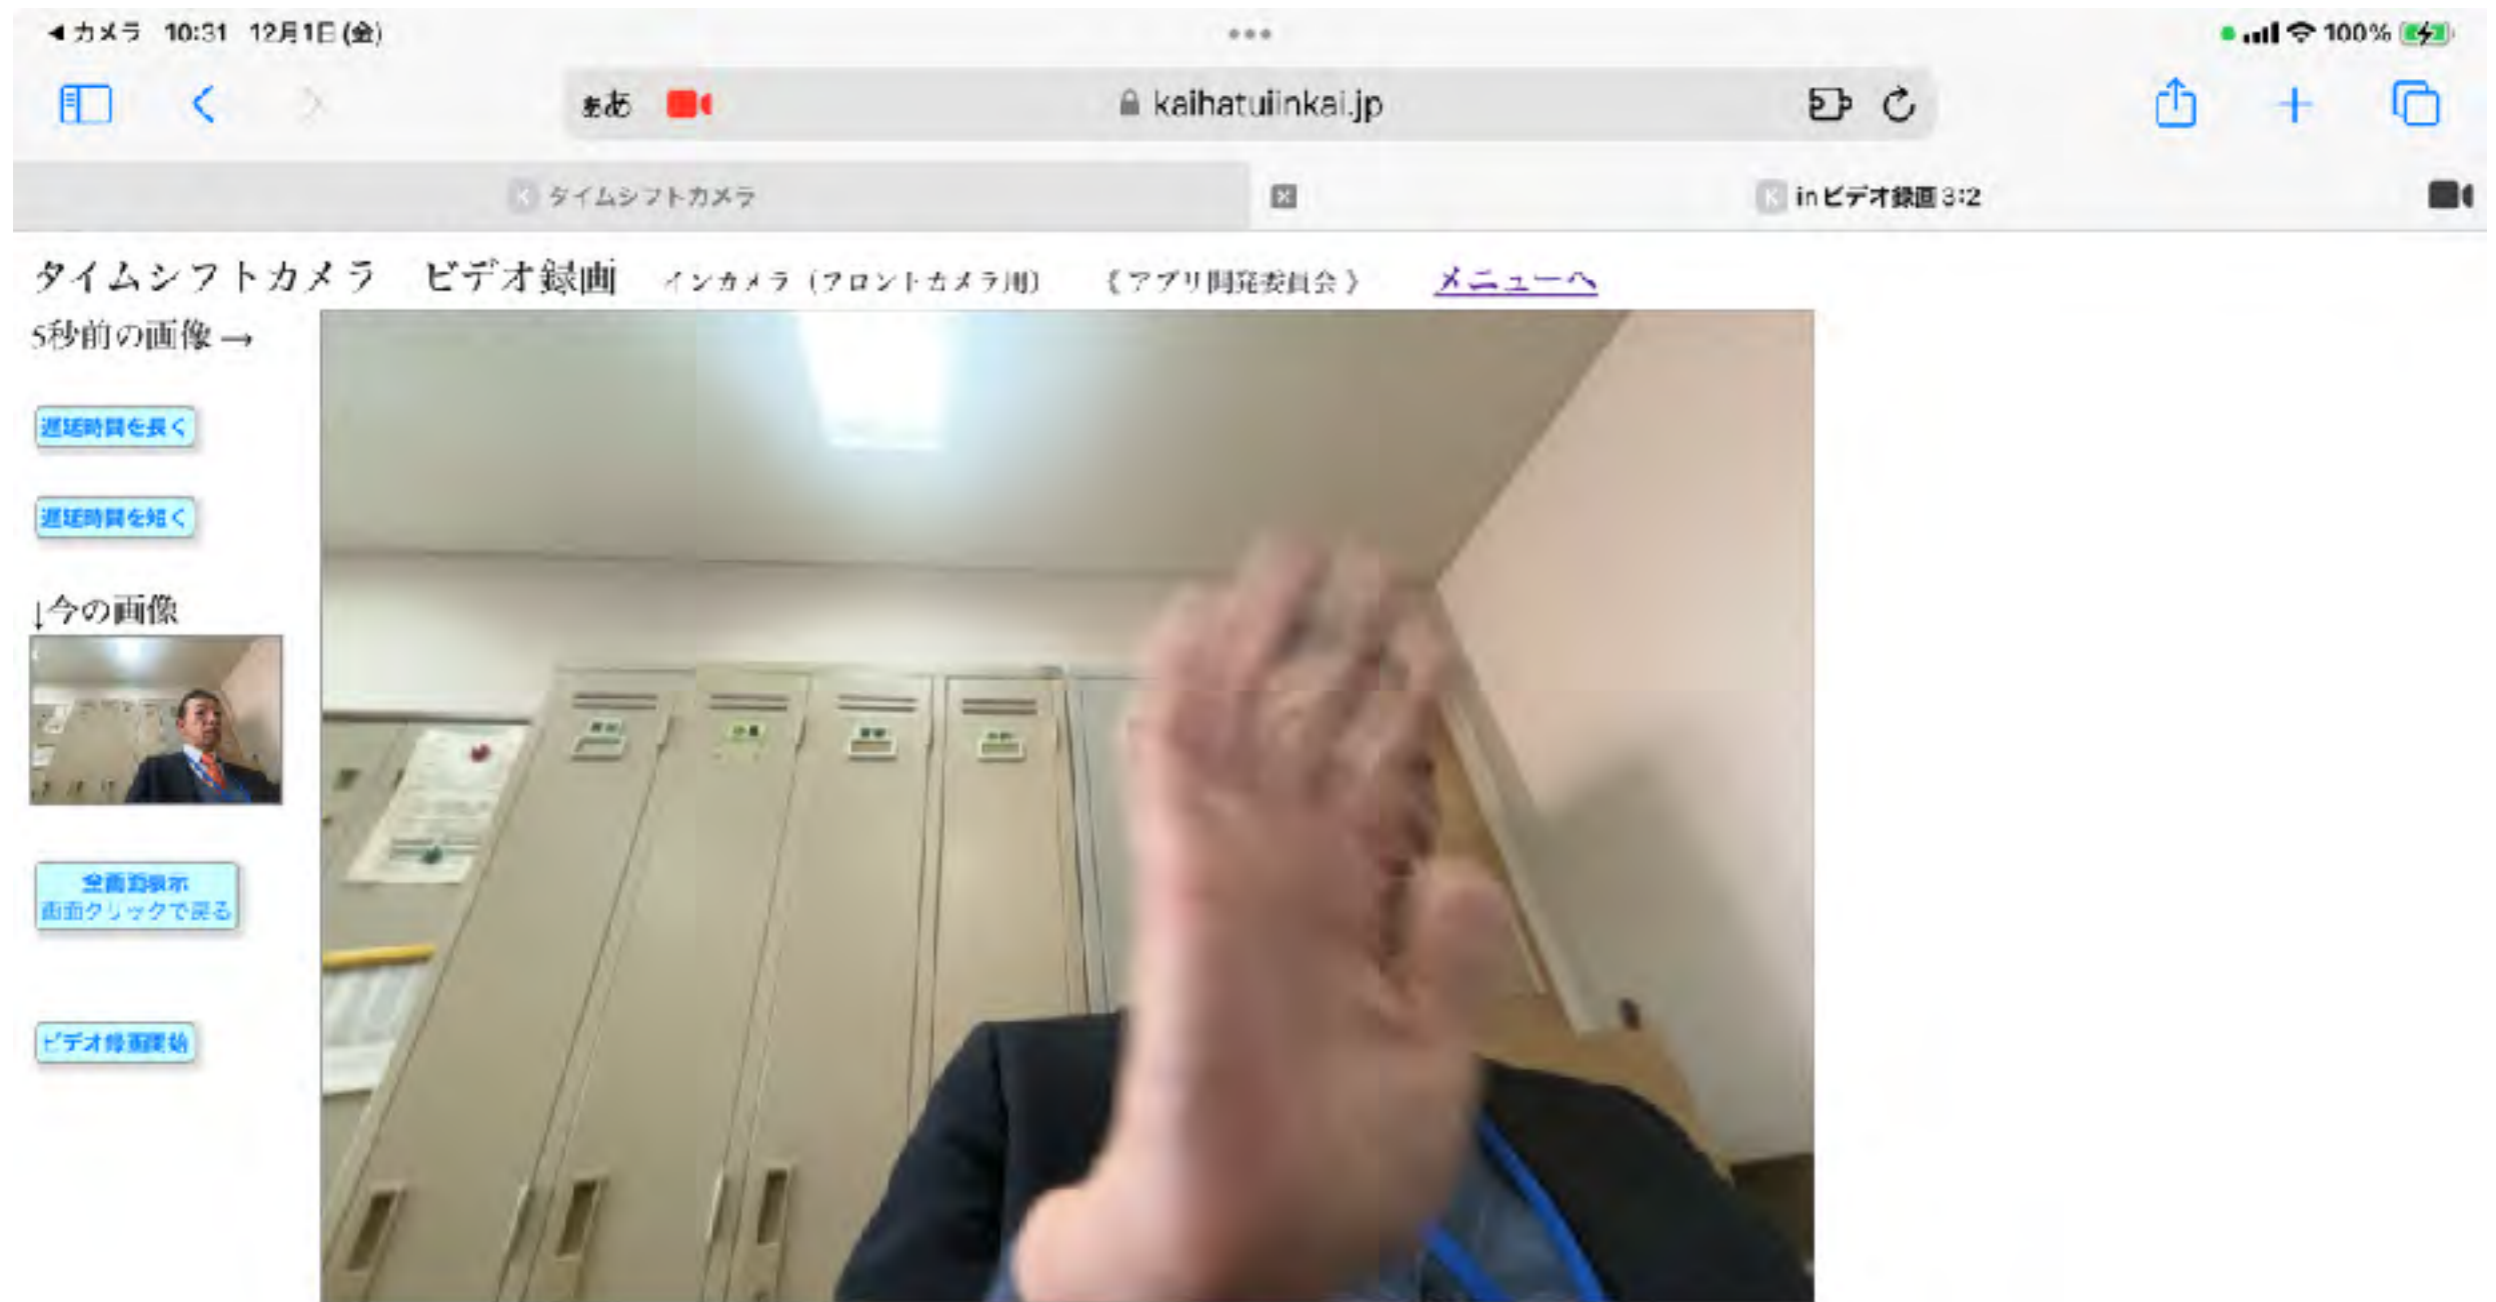 ◀カメラ 10:31 12月1日(金)
100%
ぁあ
kaihatuiinkai.jp
K タイムシフトカメラ
K inビデオ録画3:2
タイムシフトカメラ ビデオ録画 インカメラ（フロントカメラ用） 《アプリ開発委員会》 メニューへ
5秒前の画像→
遅延時間を長く
遅延時間を短く
↓今の画像
全画面表示
画面クリックで戻る
ビデオ録画開始